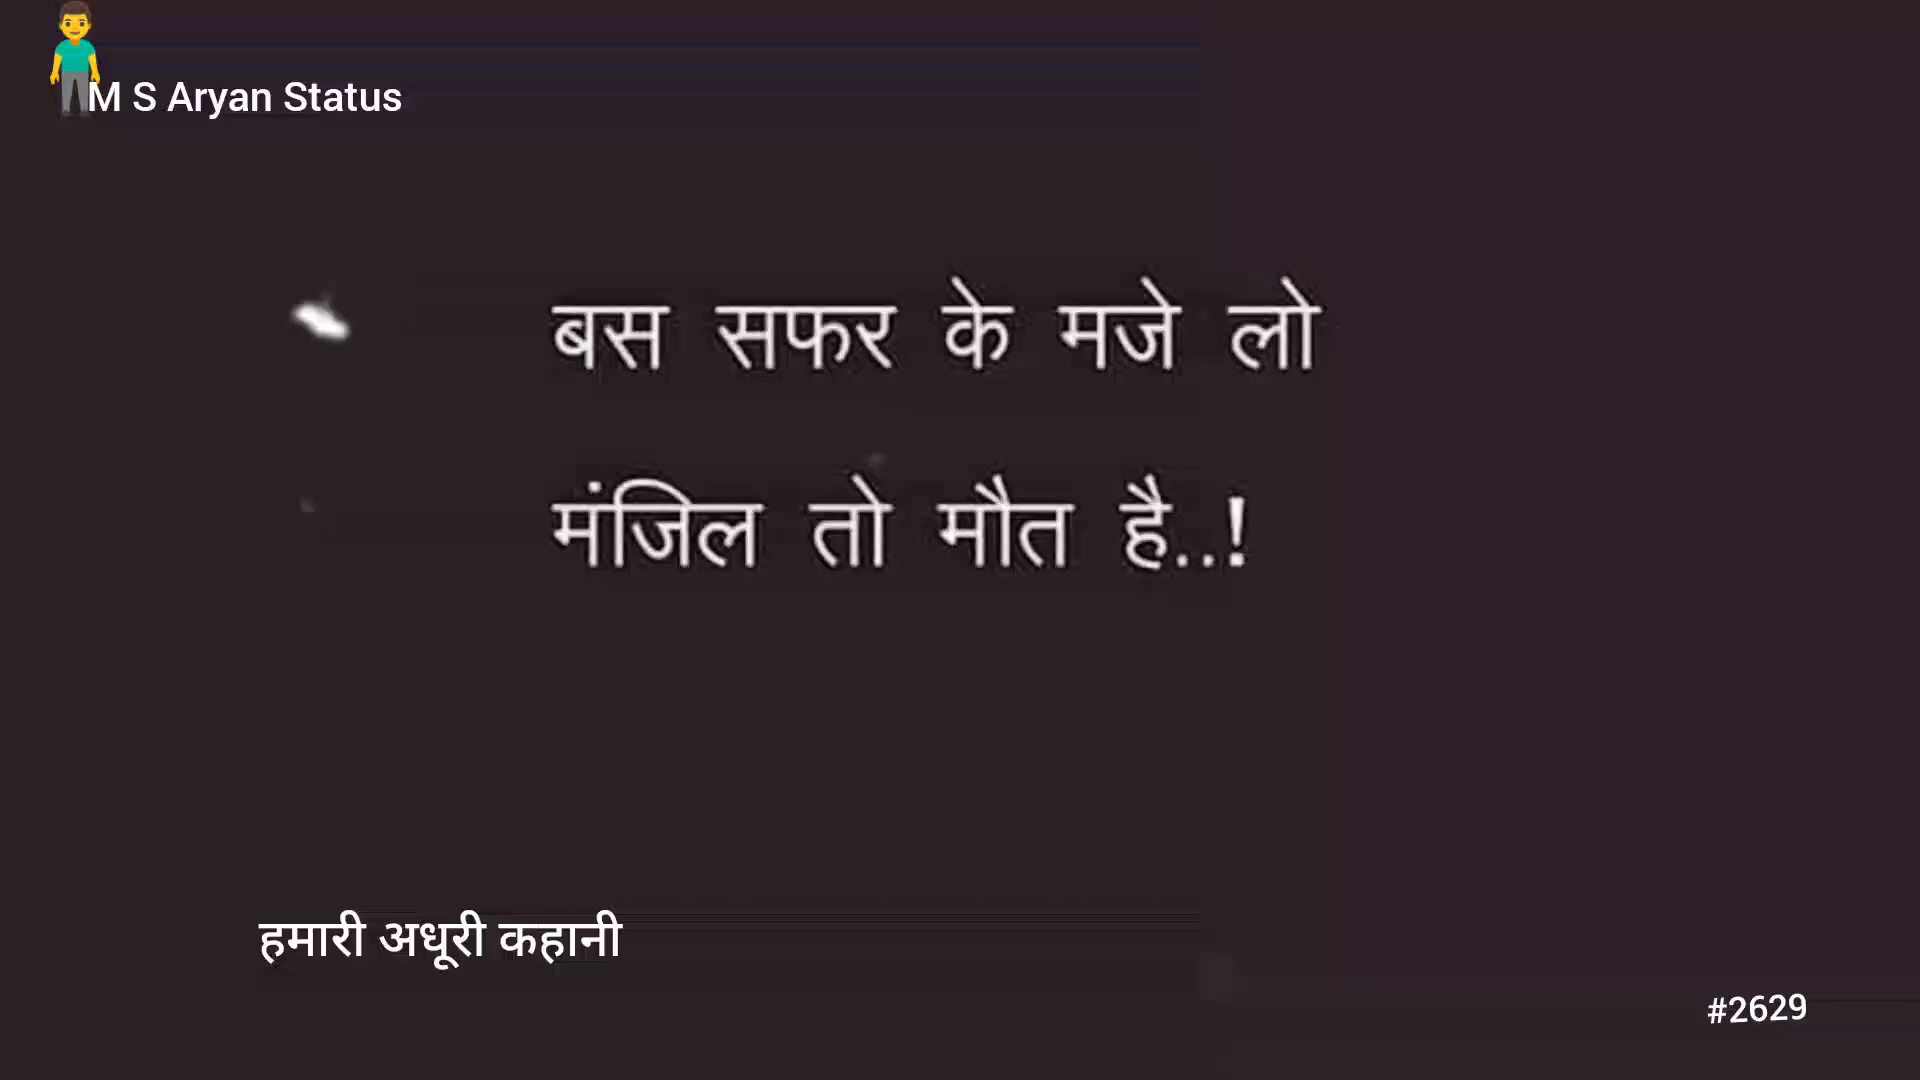 M S Aryan Status
बस सफर के मजे लो
मंजिल तो मौत है..!
हमारी अधूरी कहानी
#2629